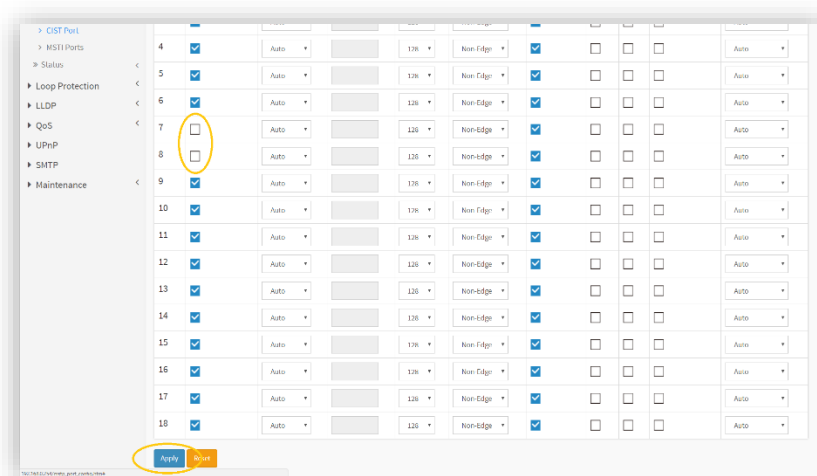 > CIST Port
> MSTI Ports
» Status <
▸ Loop Protection <
▸ LLDP <
▸ QoS <
▸ UPnP
▸ SMTP
▸ Maintenance <
4 Auto 128 Non-Edge Auto
5 Auto 128 Non-Edge Auto
6 Auto 128 Non-Edge Auto
7 Auto 128 Non-Edge Auto
8 Auto 128 Non-Edge Auto
9 Auto 128 Non-Edge Auto
10 Auto 128 Non-Edge Auto
11 Auto 128 Non-Edge Auto
12 Auto 128 Non-Edge Auto
13 Auto 128 Non-Edge Auto
14 Auto 128 Non-Edge Auto
15 Auto 128 Non-Edge Auto
16 Auto 128 Non-Edge Auto
17 Auto 128 Non-Edge Auto
18 Auto 128 Non-Edge Auto
Apply Reset